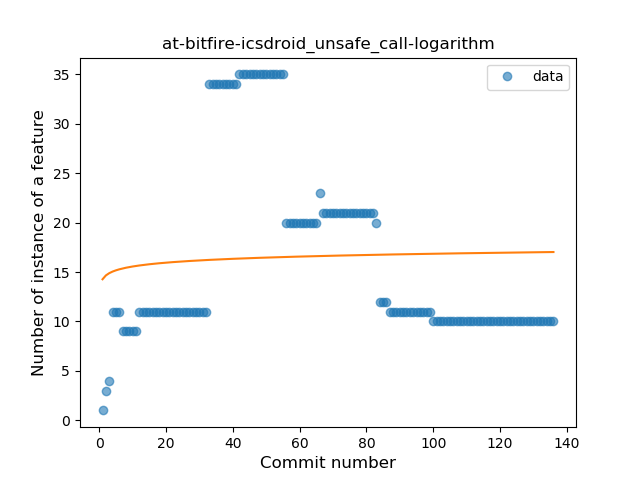 at-bitfire-icsdroid_unsafe_call-logarithm
data
Number of instance of a feature
35
30
25
20
15
10
5
0
0 20 40 60 80 100 120 140
Commit number